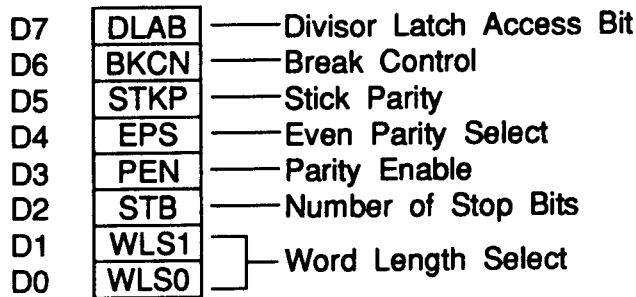 D7 DLAB Divisor Latch Access Bit
D6 BKCN Break Control
D5 STKP Stick Parity
D4 EPS Even Parity Select
D3 PEN Parity Enable
D2 STB Number of Stop Bits
D1 WLS1
Word Length Select
D0 WLS0